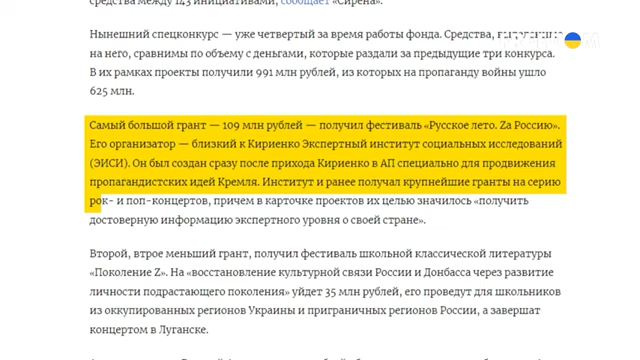 средства между 143 инициативами, сообщает «Сирена».
Нынешний спецконкурс — уже четвертый за время работы фонда. Средства,
на него, сравнимы по объему с деньгами, которые раздали за предыдущие три конкурса.
В их рамках проекты получили 991 млн рублей, из которых на пропаганду войны ушло
625 млн.
Самый большой грант — 109 млн рублей — получил фестиваль «Русское лето. Zа Россию».
Его организатор — близкий к Кириенко Экспертный институт социальных исследований
(ЭИСИ). Он был создан сразу после прихода Кириенко в АП специально для продвижения
пропагандистских идей Кремля. Институт и ранее получал крупнейшие гранты на серию
рок- и поп-концертов, причем в карточке проектов их целью значилось «получить
достоверную информацию экспертного уровня о своей стране».
Второй, втрое меньший грант, получил фестиваль школьной классической литературы
«Поколение Z». На «восстановление культурной связи России и Донбасса через развитие
личности подрастающего поколения» уйдет 35 млн рублей, его проведут для школьников
из оккупированных регионов Украины и приграничных регионов России, а завершат
концертом в Луганске.